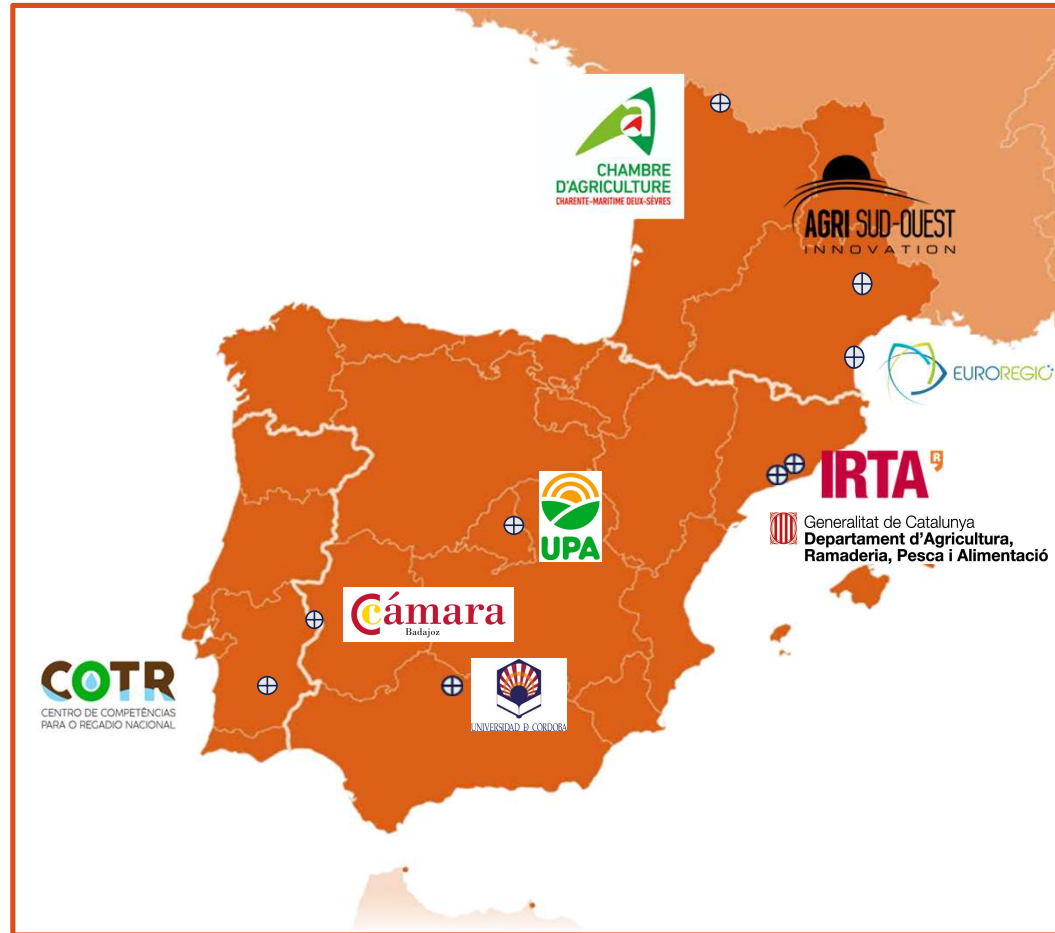 a
CHAMBRE
D'AGRICULTURE
CHARENTE-MARITIME DEUX-SÈVRES
AGRI SUD-OUEST
INNOVATION
EUROREGIO
IRTA
R
Generalitat de Catalunya
Departament d'Agricultura,
Ramaderia, Pesca i Alimentació
UPA
Cámara
Badajoz
COTR
CENTRO DE COMPETÊNCIAS
PARA O REGADIO NACIONAL
UNIVERSIDAD Ð CORDOBA